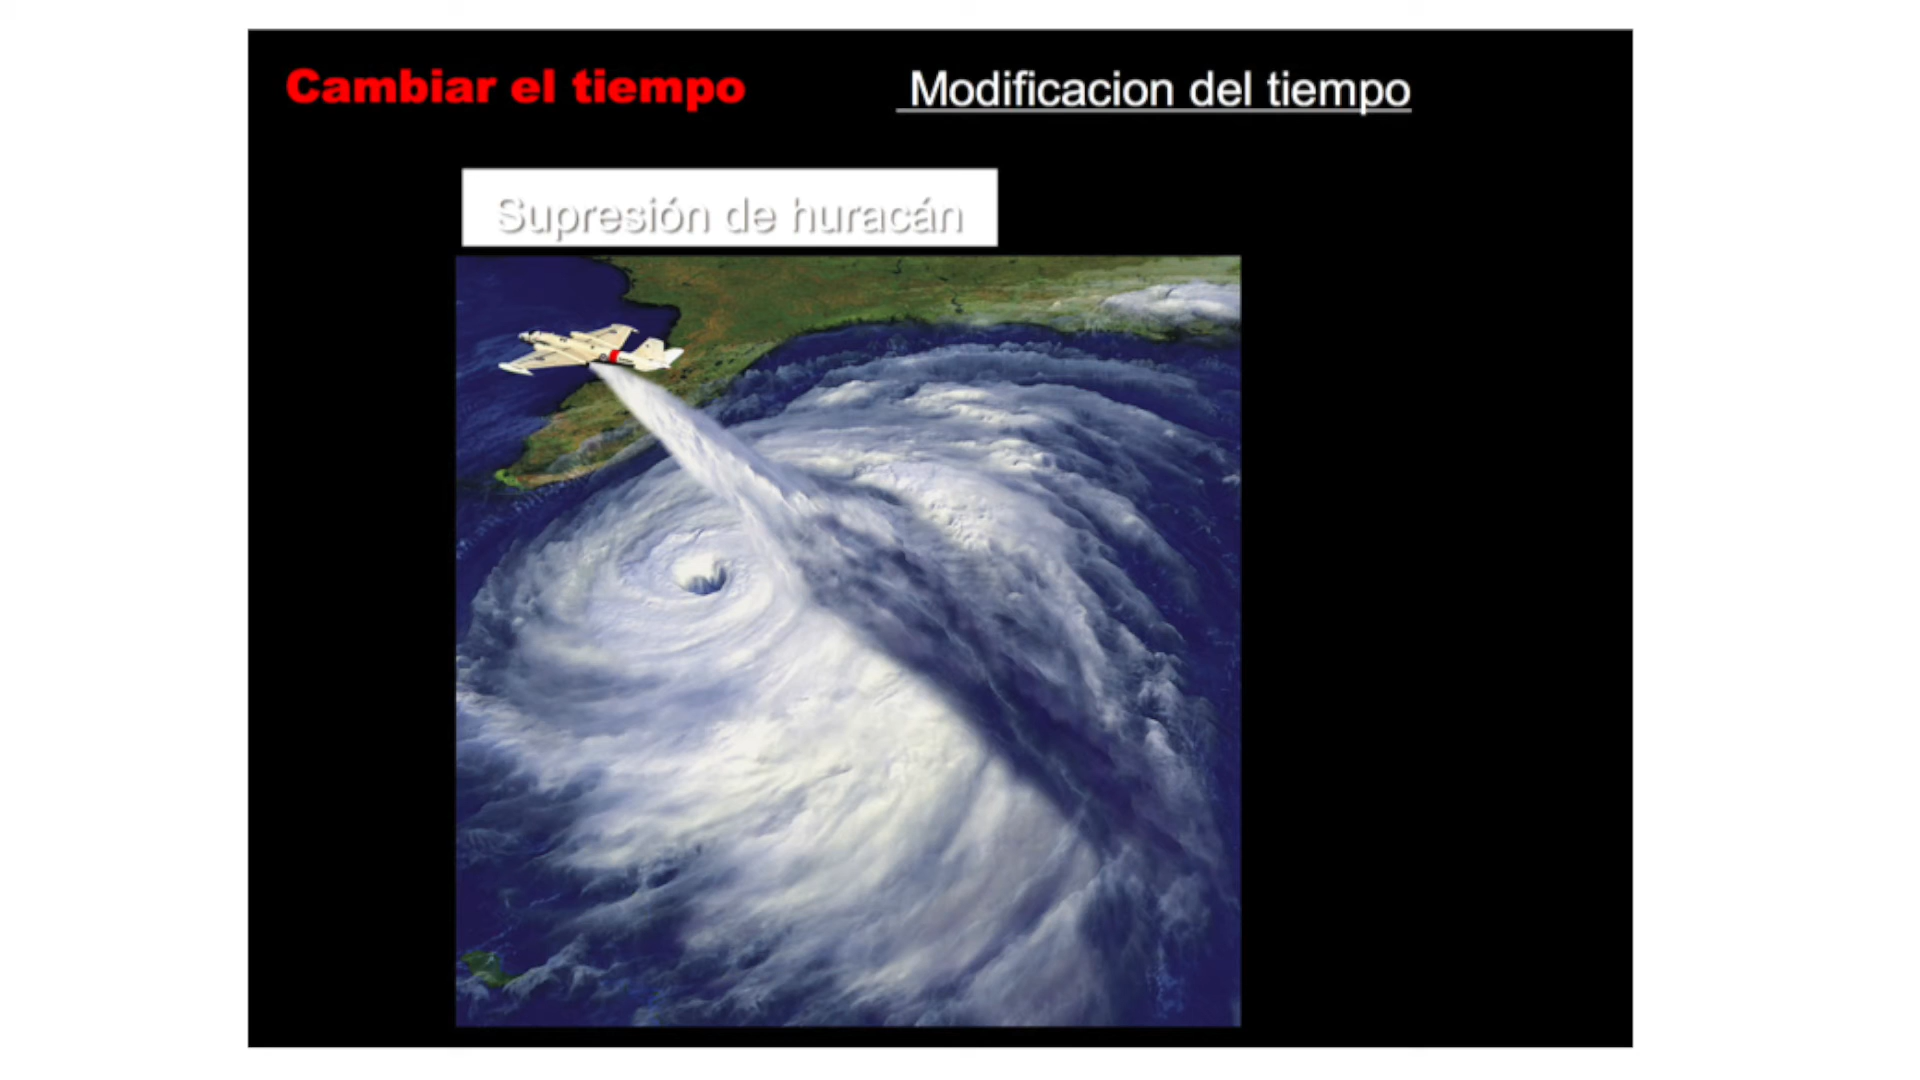 Cambiar el tiempo
Modificacion del tiempo
Supresión de huracán